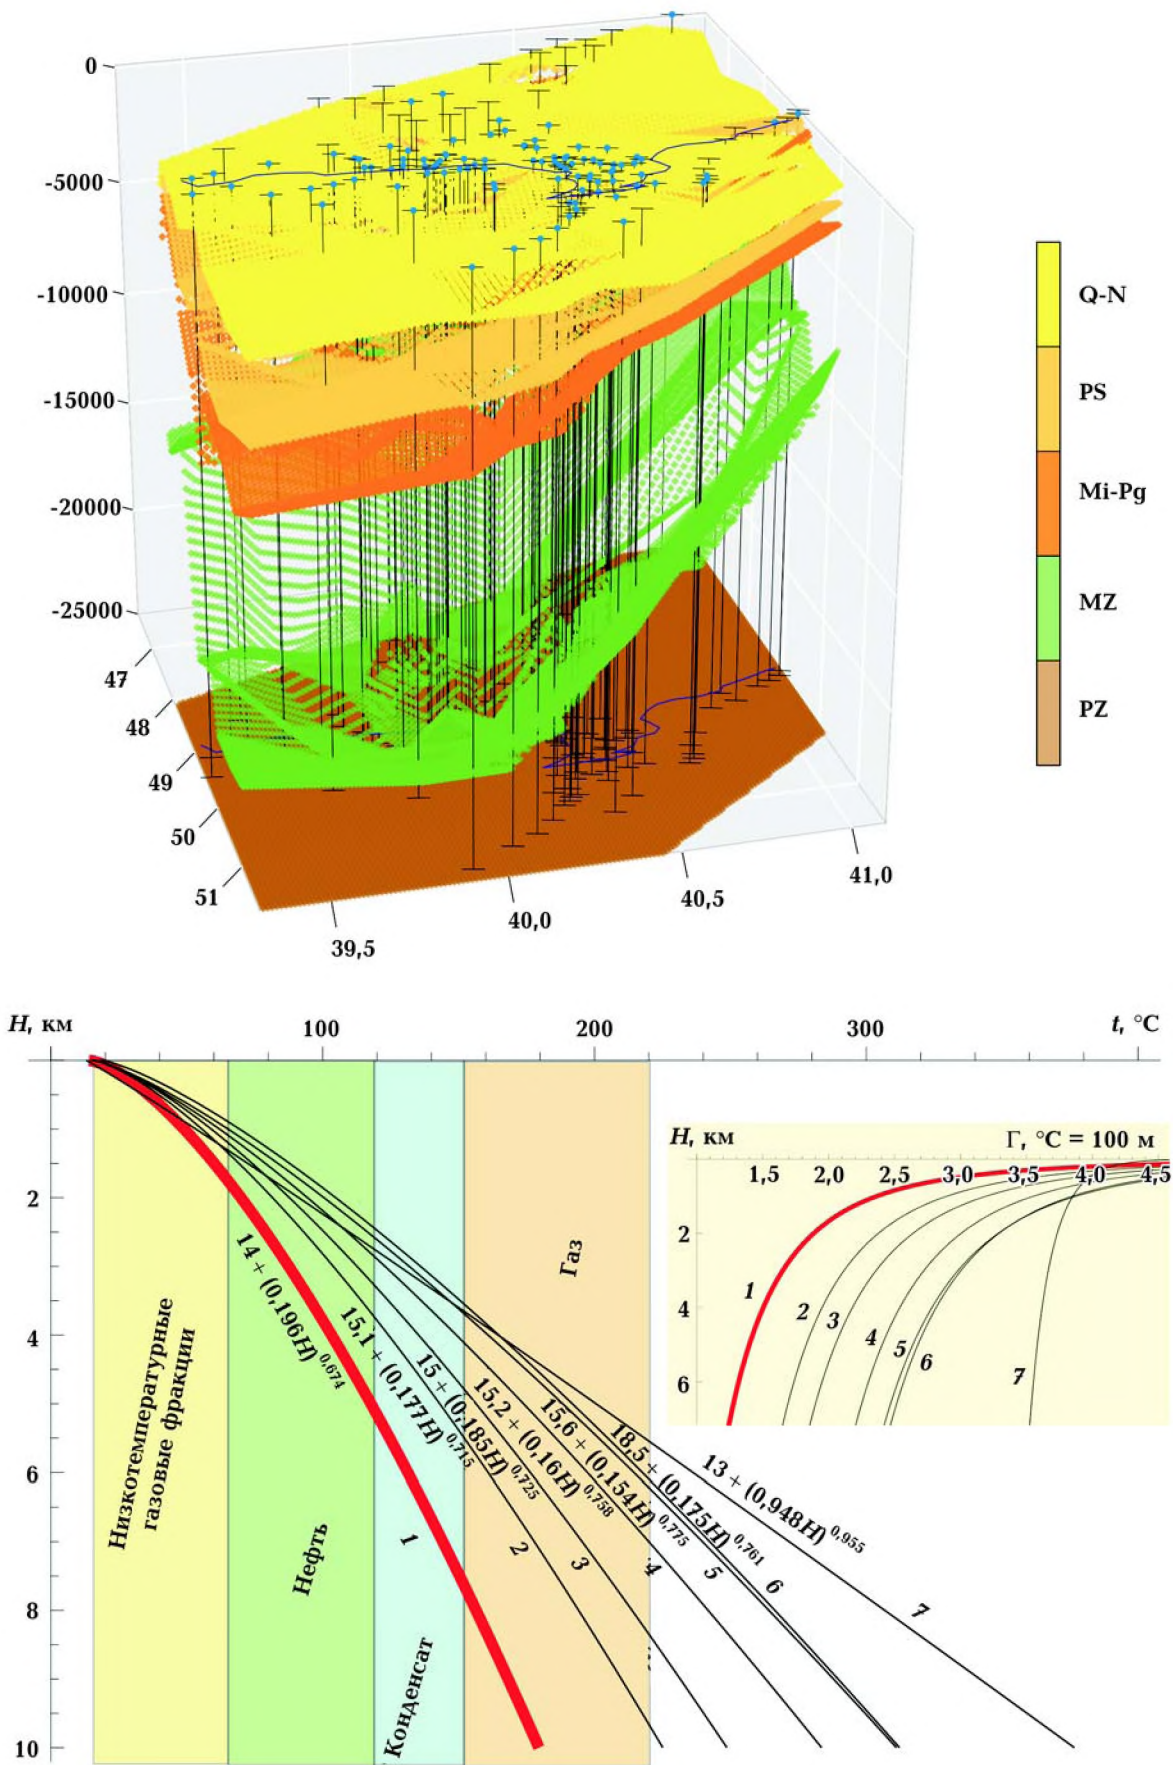 0
-5000
-10000
-15000
-20000
-25000
47
48
49
50
51
39,5
40,0
40,5
41,0
Q-N
PS
Mi-Pg
MZ
PZ
H, км
100
200
300
t, °C
2
4
6
8
10
Низкотемпературные
газовые фракции
Нефть
Конденсат
Газ
14 + (0,196H)^0,674
15,1 + (0,177H)^0,715
15 + (0,185H)^0,725
15,2 + (0,16H)^0,758
15,6 + (0,154H)^0,775
18,5 + (0,175H)^0,761
13 + (0,948H)^0,955
1
2
3
4
5
6
7
H, км
Г, °C = 100 м
1,5 2,0 2,5 3,0 3,5 4,0 4,5
2
4
6
1
2
3
4
5
6
7